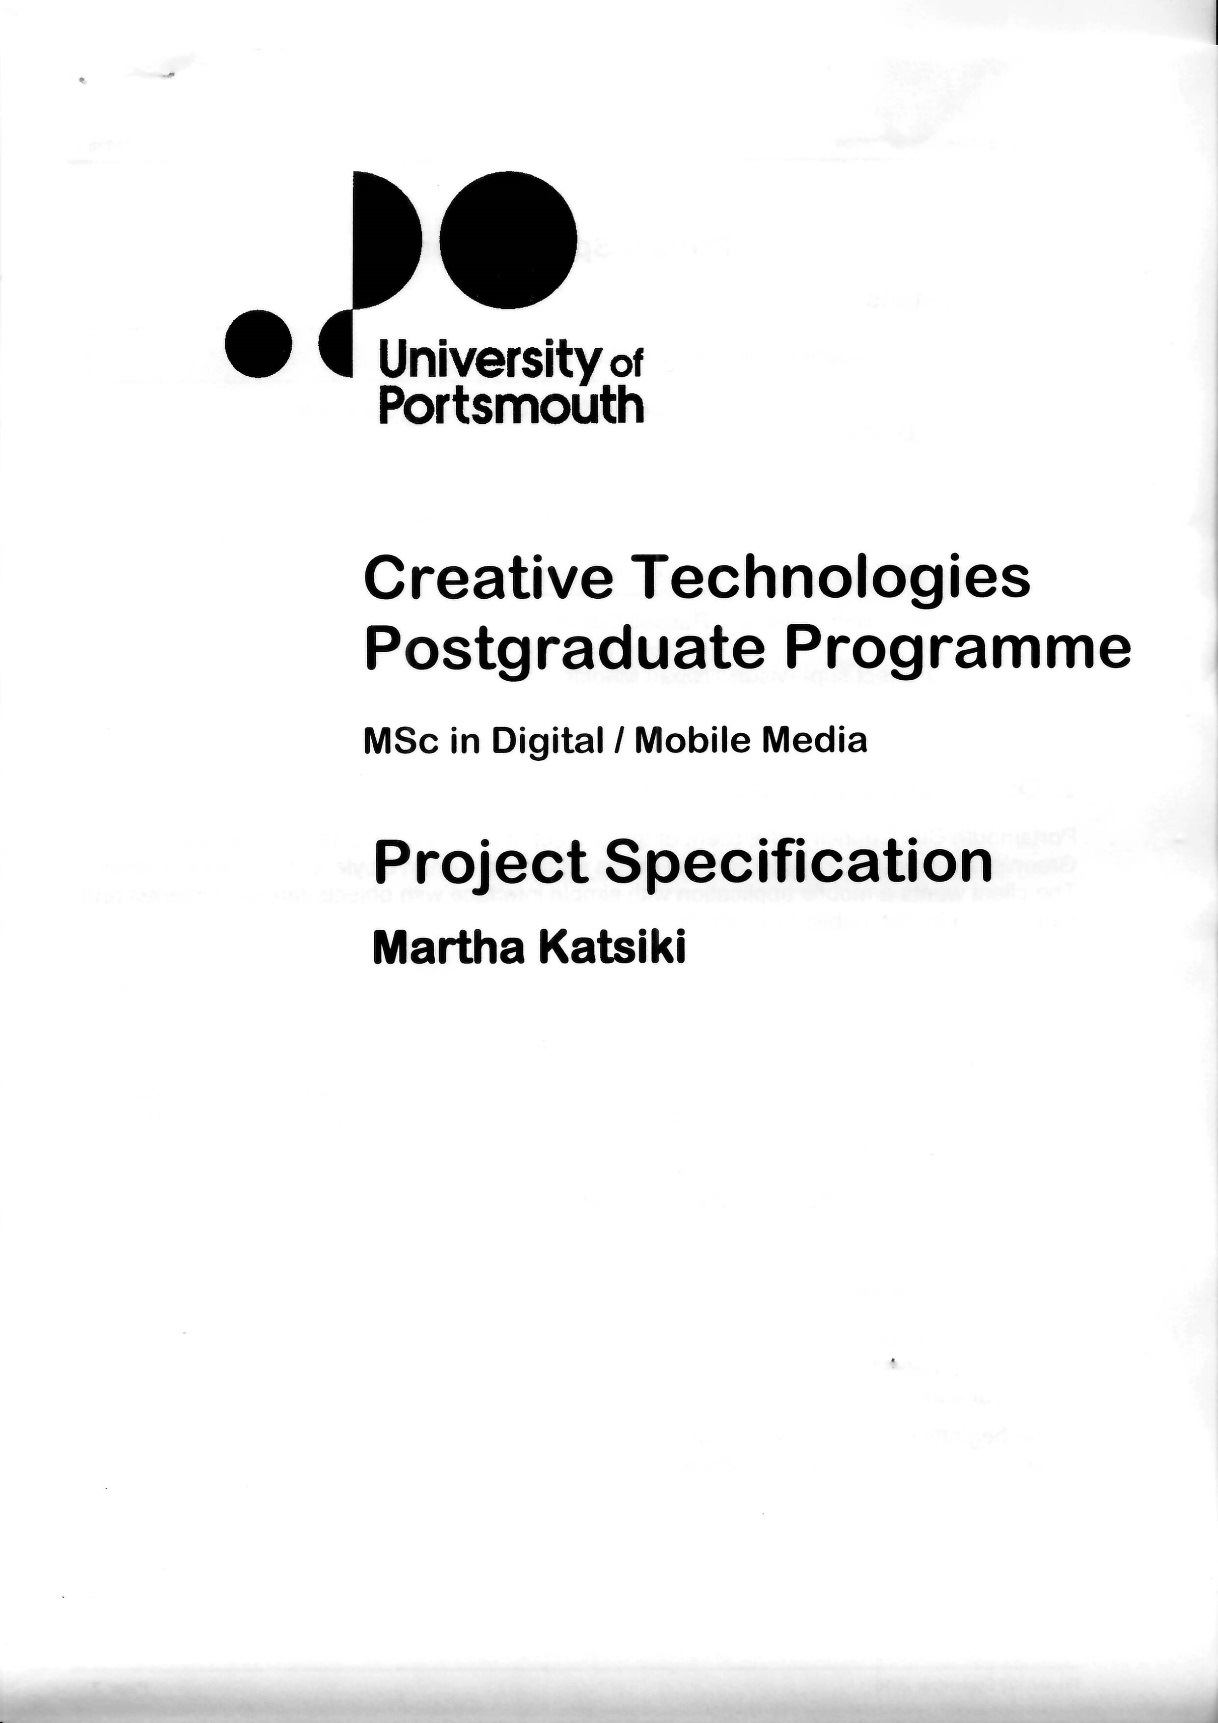 University of
Portsmouth
Creative Technologies
Postgraduate Programme
MSc in Digital / Mobile Media
Project Specification
Martha Katsiki